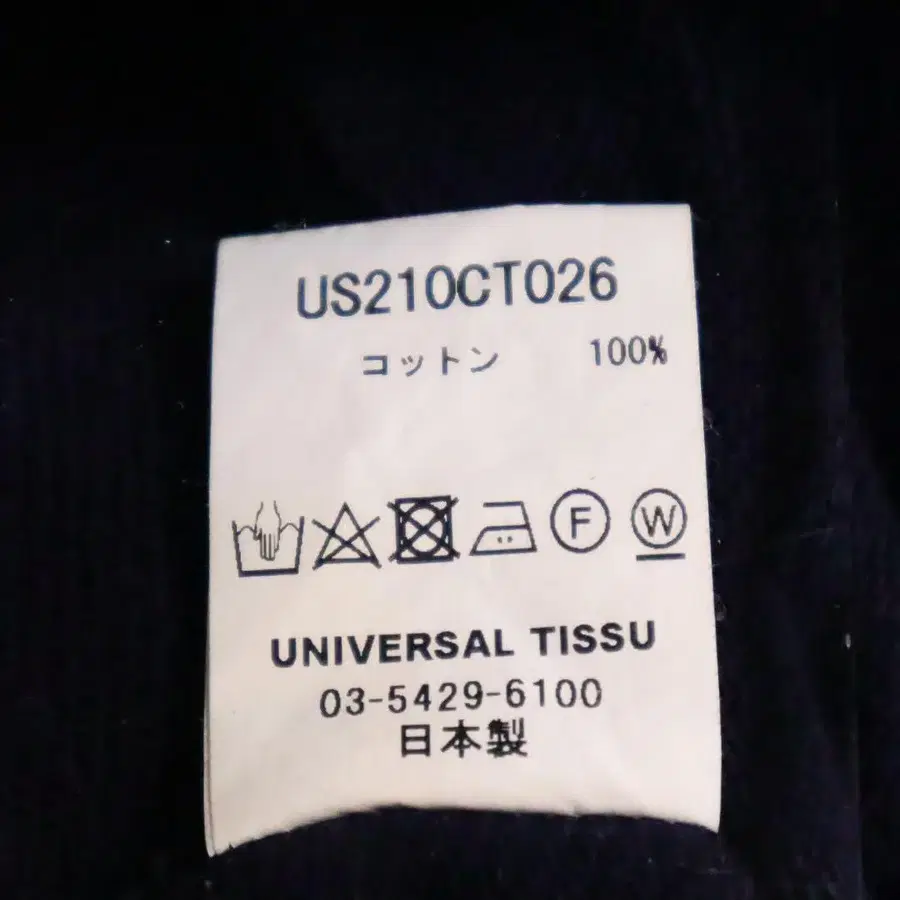 US210CT026
コットン 100%
F W
UNIVERSAL TISSU
03-5429-6100
日本製